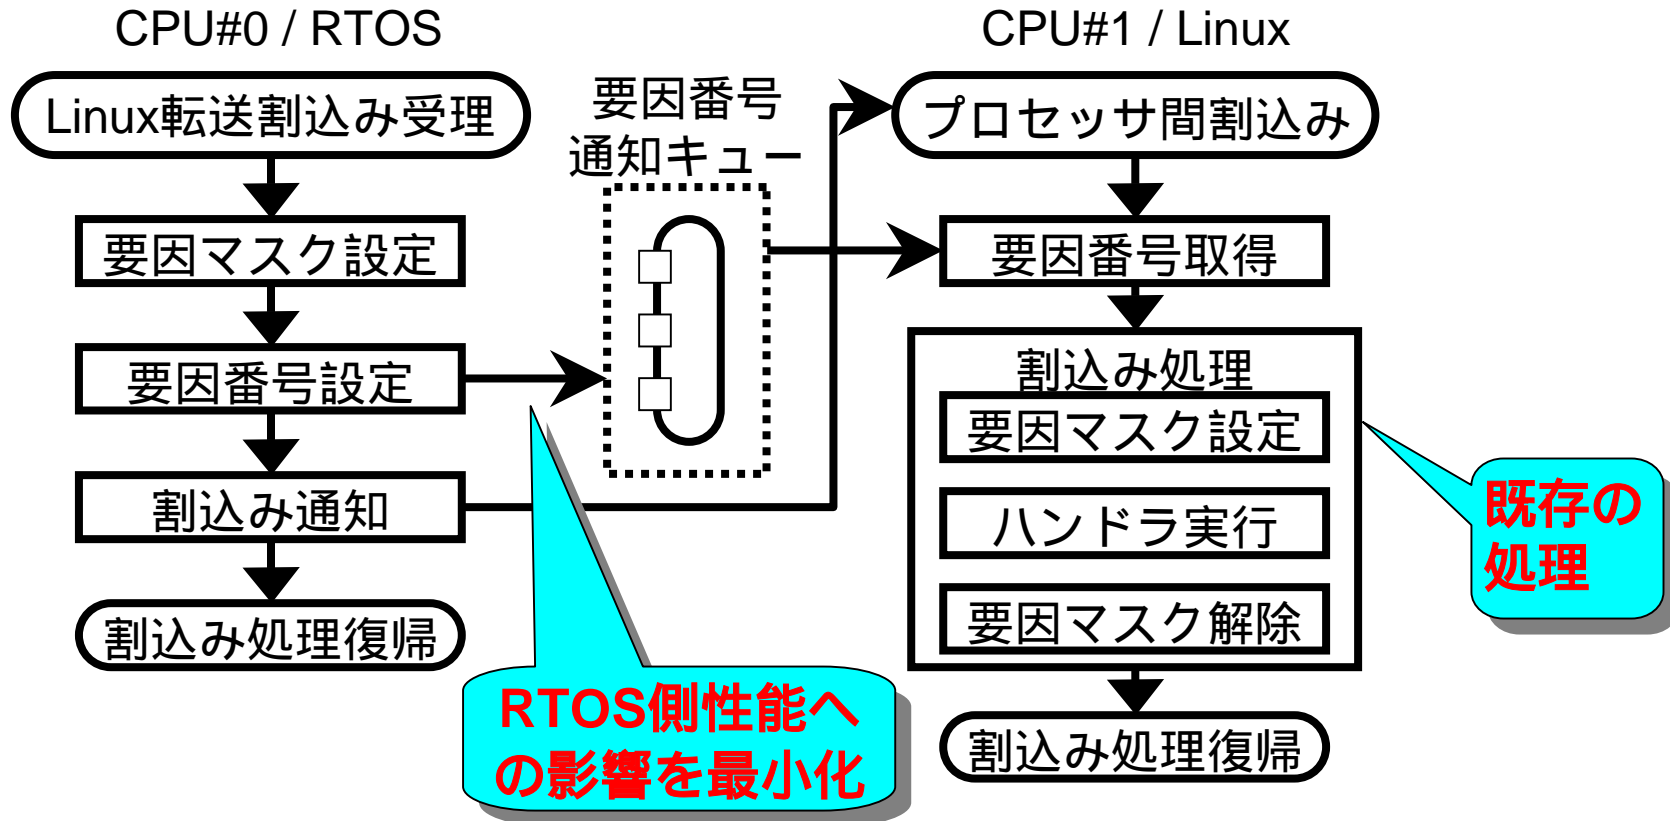 CPU#0 / RTOS
Linux転送割込み受理
要因マスク設定
要因番号設定
割込み通知
割込み処理復帰
要因番号
通知キュー
RTOS側性能へ
の影響を最小化
CPU#1 / Linux
プロセッサ間割込み
要因番号取得
割込み処理
要因マスク設定
ハンドラ実行
要因マスク解除
割込み処理復帰
既存の
処理